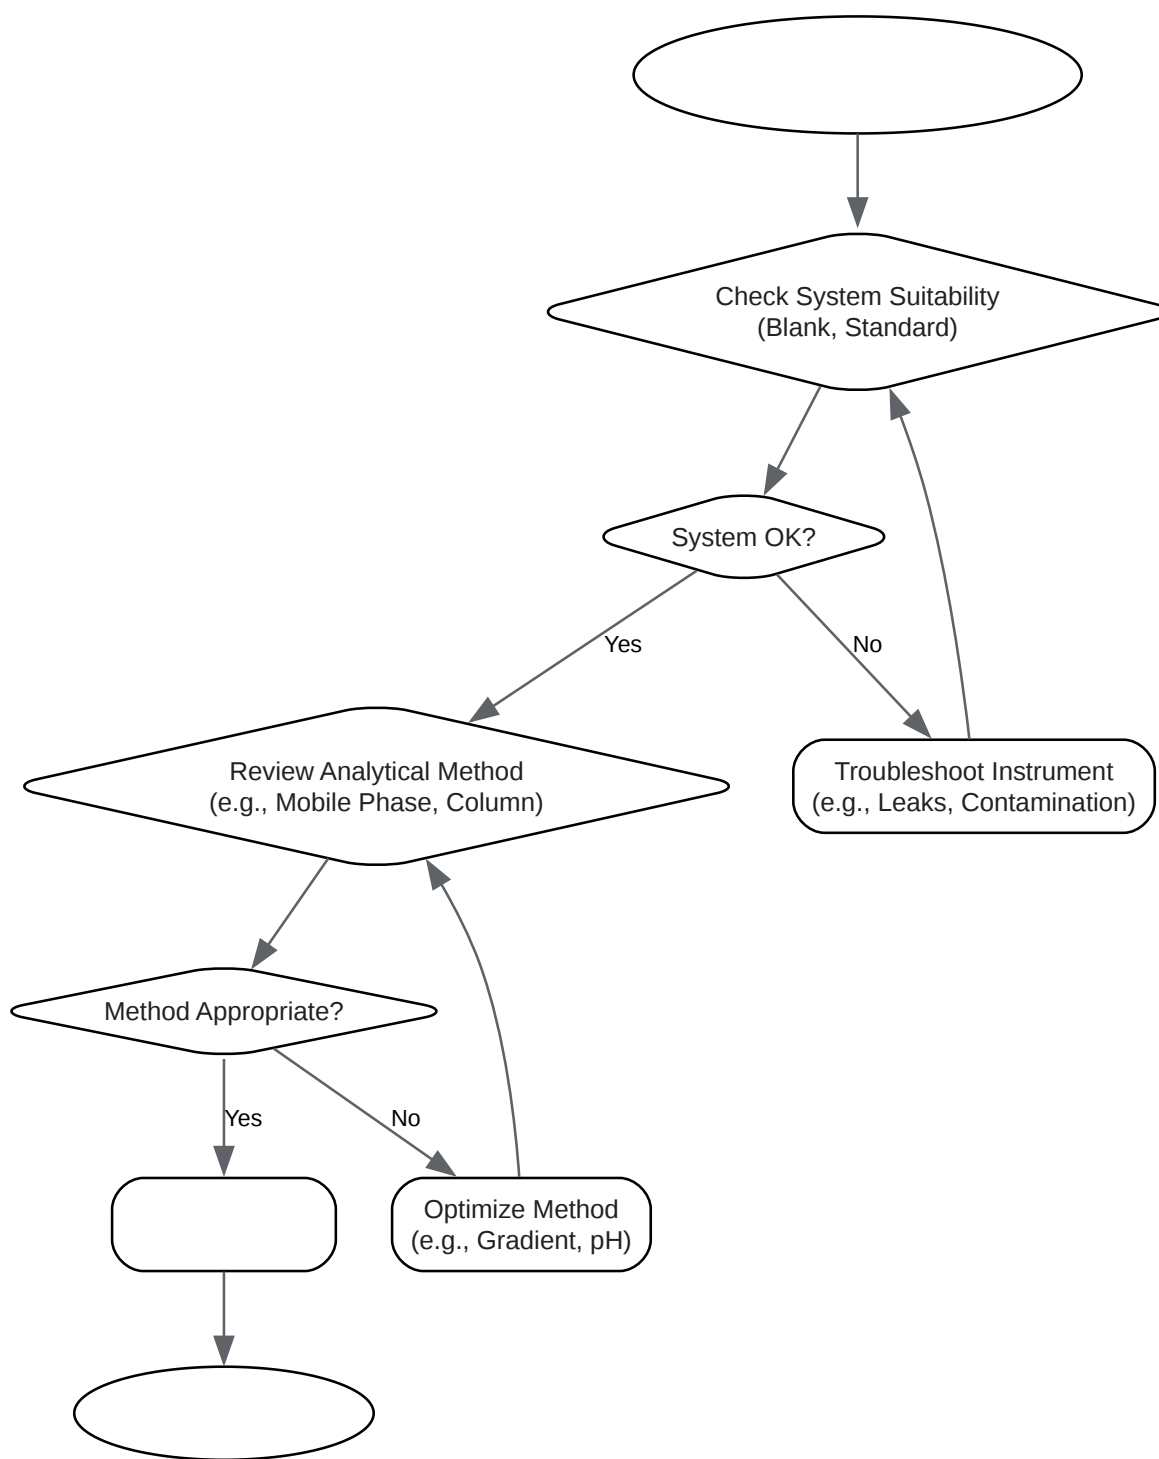 Check System Suitability
(Blank, Standard)
System OK?
Yes
No
Review Analytical Method
(e.g., Mobile Phase, Column)
Troubleshoot Instrument
(e.g., Leaks, Contamination)
Method Appropriate?
Yes
No
Optimize Method
(e.g., Gradient, pH)